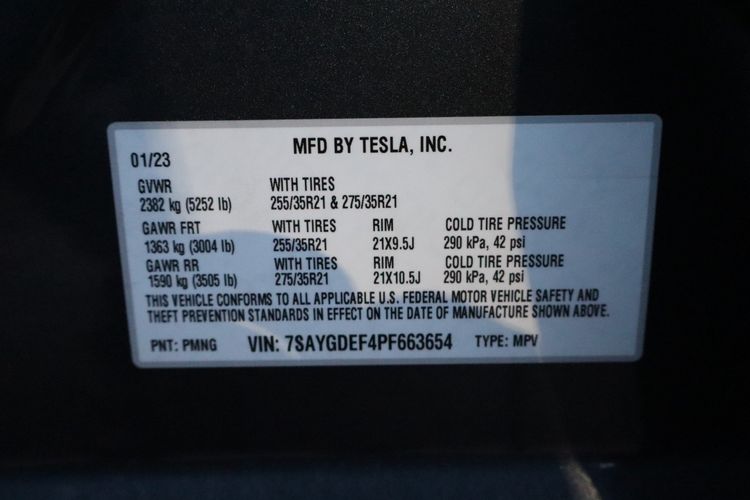 MFD BY TESLA, INC.
01/23
GVWR WITH TIRES
2382 kg (5252 lb) 255/35R21 & 275/35R21
GAWR FRT WITH TIRES RIM COLD TIRE PRESSURE
1363 kg (3004 lb) 255/35R21 21X9.5J 290 kPa, 42 psi
GAWR RR WITH TIRES RIM COLD TIRE PRESSURE
1590 kg (3505 lb) 275/35R21 21X10.5J 290 kPa, 42 psi
THIS VEHICLE CONFORMS TO ALL APPLICABLE U.S. FEDERAL MOTOR VEHICLE SAFETY AND
THEFT PREVENTION STANDARDS IN EFFECT ON THE DATE OF MANUFACTURE SHOWN ABOVE.
PNT: PMNG VIN: 7SAYGDEF4PF663654 TYPE: MPV